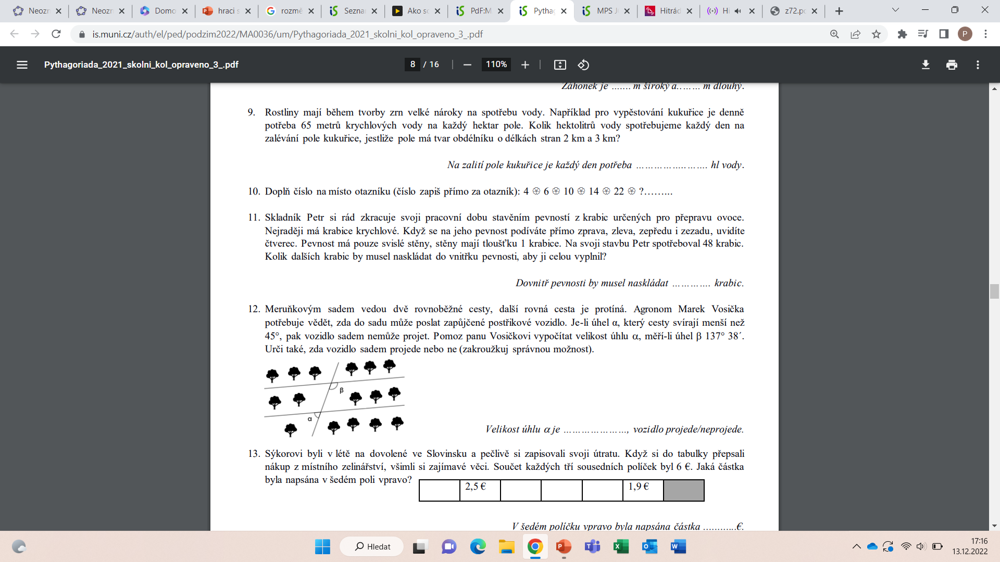 Neozn
Neozn
Domo
hraci s
rozmě
Sezna
Ako so
PdF:M
Pythag
MPS J
Hitrád
Hi
z72.po
is.muni.cz/auth/el/ped/podzim2022/MA0036/um/Pythagoriada_2021_skolni_kol_opraveno_3_.pdf
P
Pythagoriada_2021_skolni_kol_opraveno_3_.pdf
8 / 16
110%
Záhonek je ....... m široký a..…… m dlouhý.
9. Rostliny mají během tvorby zrn velké nároky na spotřebu vody. Například pro vypěstování kukuřice je denně
potřeba 65 metrů krychlových vody na každý hektar pole. Kolik hektolitrů vody spotřebujeme každý den na
zalévání pole kukuřice, jestliže pole má tvar obdélníku o délkách stran 2 km a 3 km?
Na zalití pole kukuřice je každý den potřeba ……………..……. hl vody.
10. Doplň číslo na místo otazníku (číslo zapiš přímo za otazník): 4 🏵 6 🏵 10 🏵 14 🏵 22 🏵 ?……...
11. Skladník Petr si rád zkracuje svoji pracovní dobu stavěním pevností z krabic určených pro přepravu ovoce.
Nejraději má krabice krychlové. Když se na jeho pevnost podíváte přímo zprava, zleva, zepředu i zezadu, uvidíte
čtverec. Pevnost má pouze svislé stěny, stěny mají tloušťku 1 krabice. Na svoji stavbu Petr spotřeboval 48 krabic.
Kolik dalších krabic by musel naskládat do vnitřku pevnosti, aby ji celou vyplnil?
Dovnitř pevnosti by musel naskládat …………. krabic.
12. Meruňkovým sadem vedou dvě rovnoběžné cesty, další rovná cesta je protíná. Agronom Marek Vosička
potřebuje vědět, zda do sadu může poslat zapůjčené postřikové vozidlo. Je-li úhel α, který cesty svírají menší než
45°, pak vozidlo sadem nemůže projet. Pomoz panu Vosičkovi vypočítat velikost úhlu α, měří-li úhel β 137° 38´.
Urči také, zda vozidlo sadem projede nebo ne (zakroužkuj správnou možnost).
β
α
Velikost úhlu α je …………………, vozidlo projede/neprojede.
13. Sýkorovi byli v létě na dovolené ve Slovinsku a pečlivě si zapisovali svoji útratu. Když si do tabulky přepsali
nákup z místního zelinářství, všimli si zajímavé věci. Součet každých tří sousedních políček byl 6 €. Jaká částka
byla napsána v šedém poli vpravo?
2,5 €
1,9 €
V šedém políčku vpravo byla napsána částka ………...€.
Hledat
17:16
13.12.2022